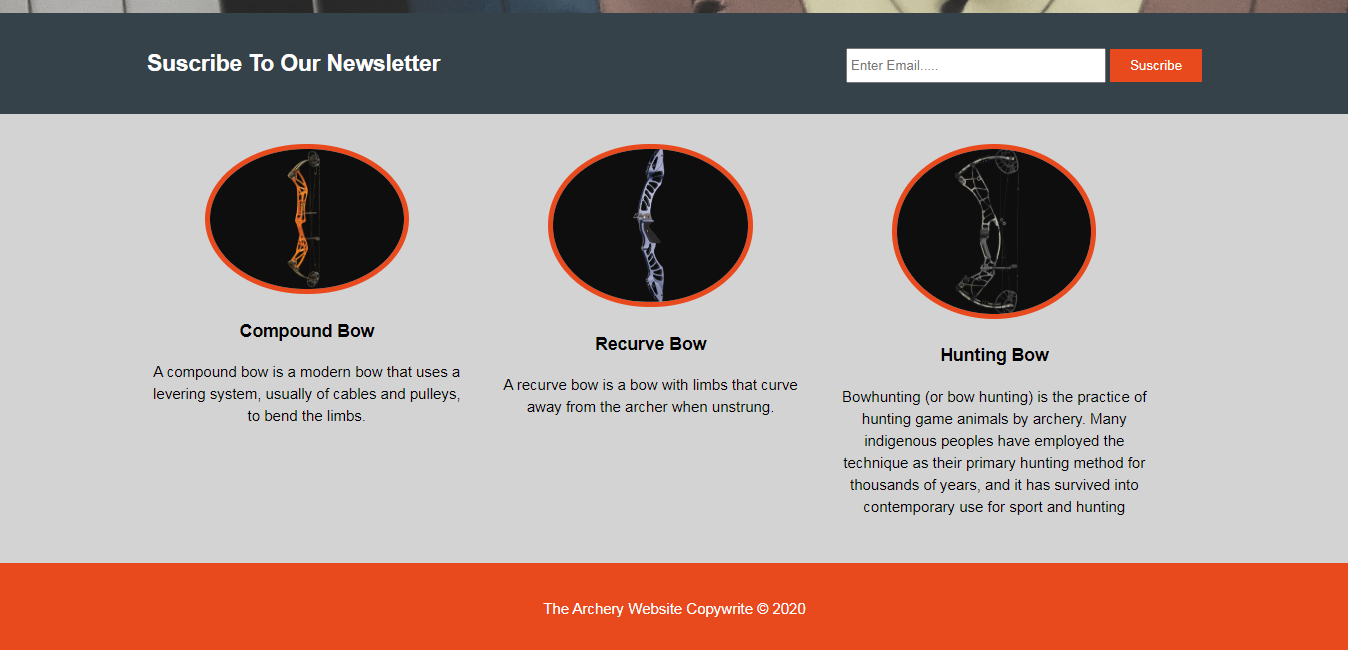 Suscribe To Our Newsletter
Enter Email.....
Suscribe
Compound Bow
A compound bow is a modern bow that uses a
levering system, usually of cables and pulleys,
to bend the limbs.
Recurve Bow
A recurve bow is a bow with limbs that curve
away from the archer when unstrung.
Hunting Bow
Bowhunting (or bow hunting) is the practice of
hunting game animals by archery. Many
indigenous peoples have employed the
technique as their primary hunting method for
thousands of years, and it has survived into
contemporary use for sport and hunting
The Archery Website Copywrite © 2020